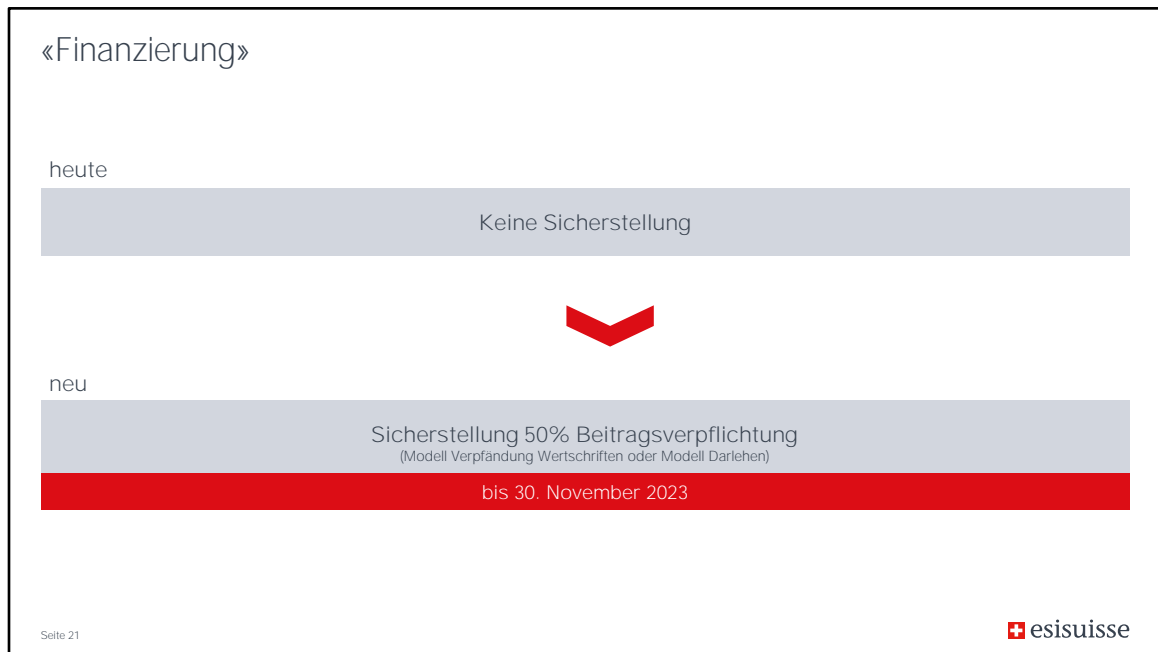 «Finanzierung»
heute
Keine Sicherstellung
neu
Sicherstellung 50% Beitragsverpflichtung
(Modell Verpfändung Wertschriften oder Modell Darlehen)
bis 30. November 2023
Seite 21
esisuisse